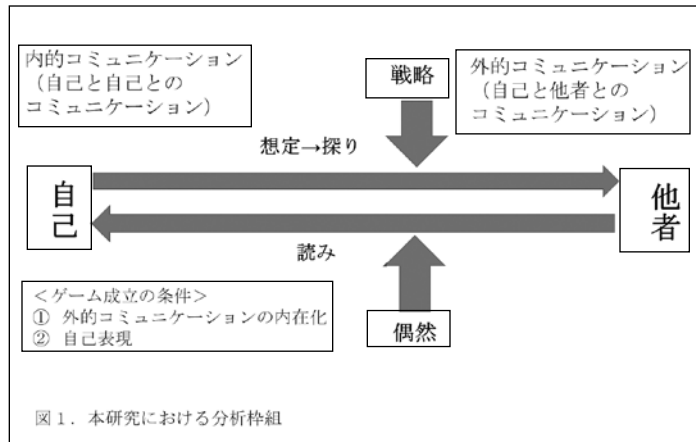 内的コミュニケーション
（自己と自己との
コミュニケーション）
戦略
外的コミュニケーション
（自己と他者との
コミュニケーション）
想定→探り
自己
他者
読み
＜ゲーム成立の条件＞
① 外的コミュニケーションの内在化
② 自己表現
偶然
図１．本研究における分析枠組